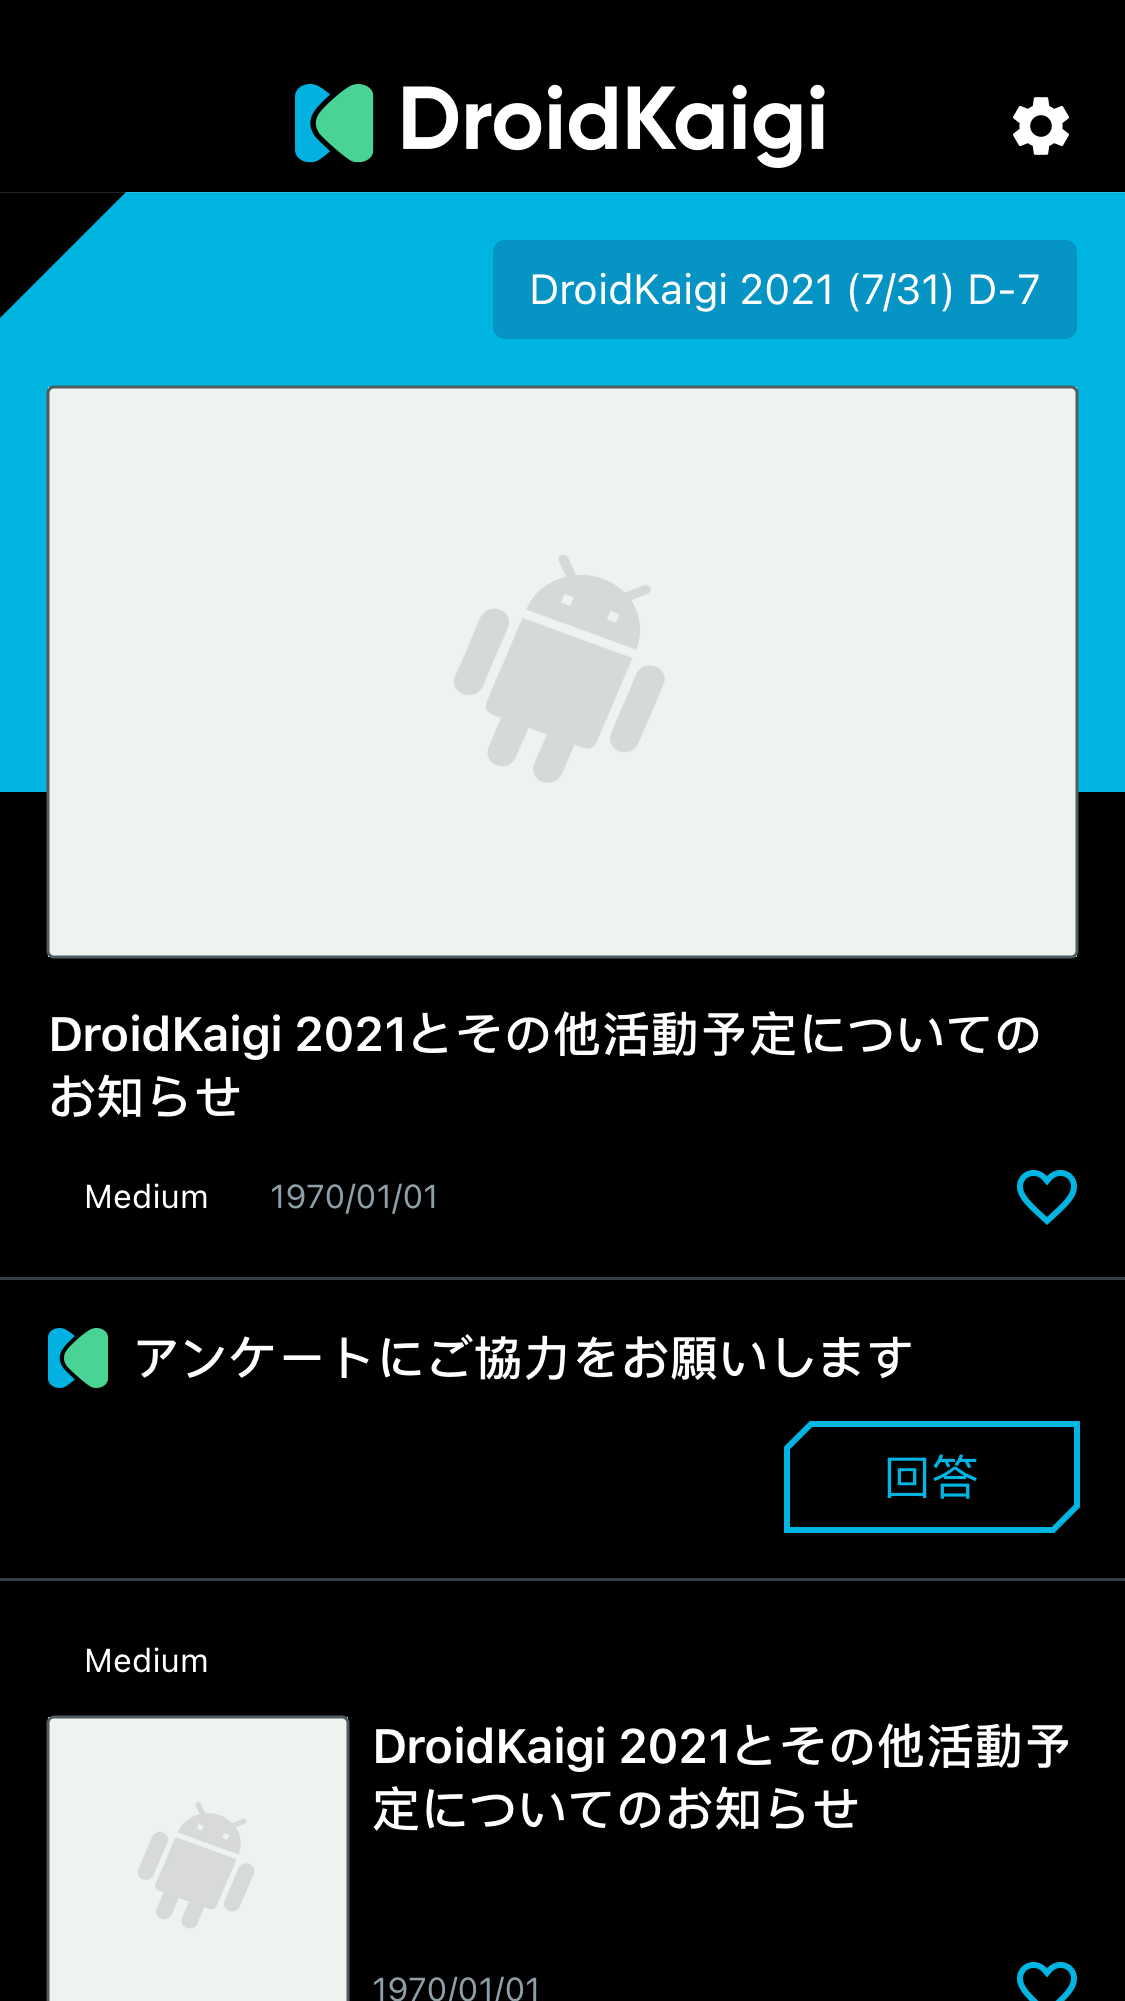 DroidKaigi
DroidKaigi 2021 (7/31) D-7
DroidKaigi 2021とその他活動予定についての
お知らせ
Medium 1970/01/01
アンケートにご協力をお願いします
回答
Medium
DroidKaigi 2021とその他活動予
定についてのお知らせ
1970/01/01